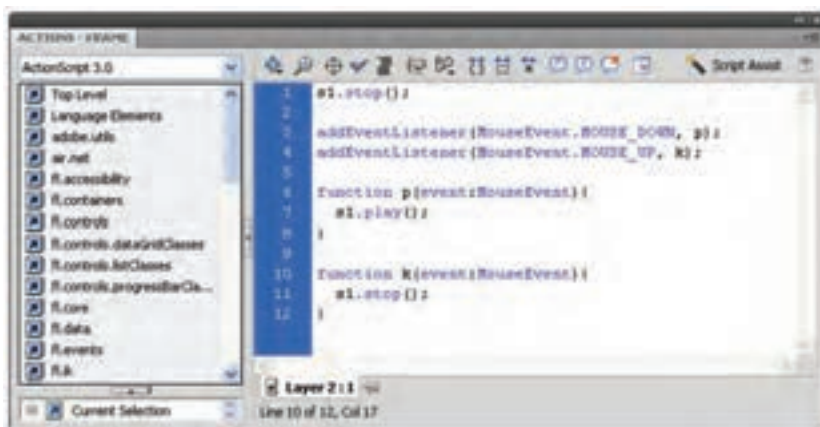 ACTIONS - FRAME
ActionScript 3.0
Top Level
Language Elements
adobe.utils
air.net
fl.accessibility
fl.containers
fl.controls
fl.controls.dataGridClasses
fl.controls.listClasses
fl.controls.progressBarCla...
fl.core
fl.data
fl.events
fl.ik
Current Selection
Script Assist
1 s1.stop();
2
3 addEventListener(MouseEvent.MOUSE_DOWN, p);
4 addEventListener(MouseEvent.MOUSE_UP, k);
5
6 function p(event:MouseEvent){
7 s1.play();
8 }
9
10 function k(event:MouseEvent){
11 s1.stop();
12 }
Layer 2 : 1
Line 10 of 12, Col 17